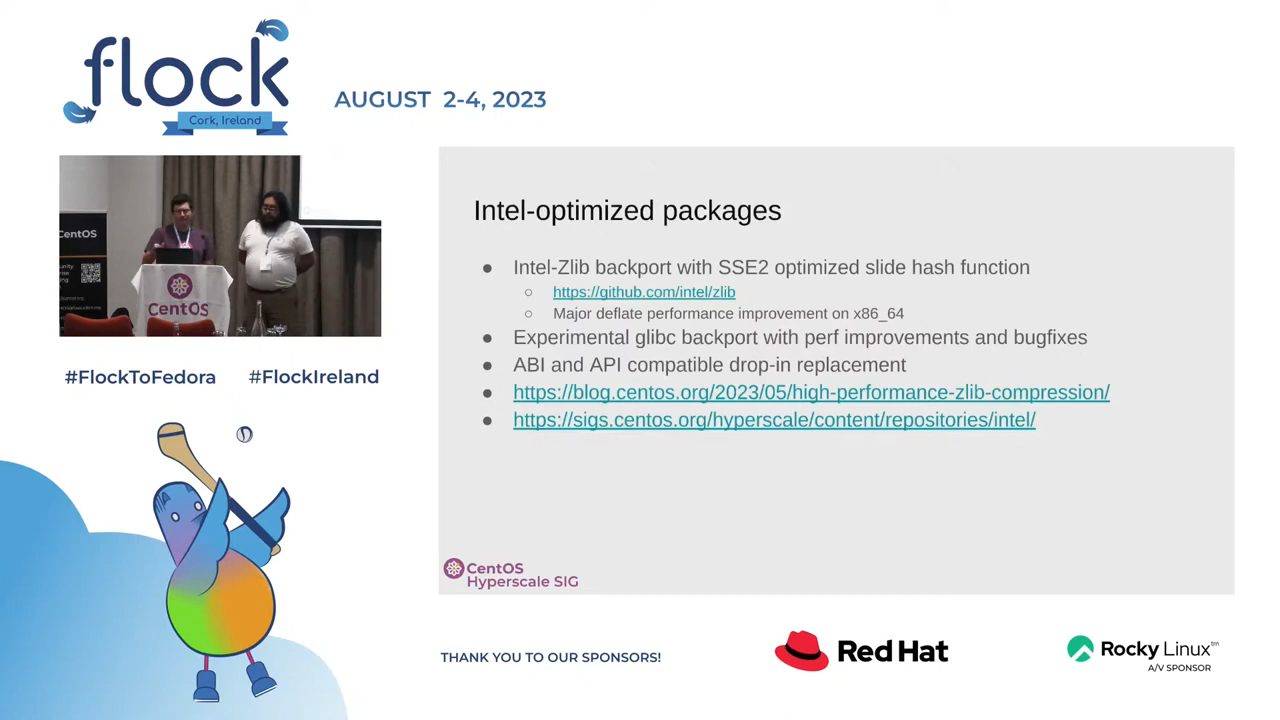 flock
Cork, Ireland
AUGUST 2-4, 2023
CentOS
CentOS
#FlockToFedora
#FlockIreland
Intel-optimized packages
● Intel-Zlib backport with SSE2 optimized slide hash function
○ https://github.com/intel/zlib
○ Major deflate performance improvement on x86_64
● Experimental glibc backport with perf improvements and bugfixes
● ABI and API compatible drop-in replacement
● https://blog.centos.org/2023/05/high-performance-zlib-compression/
● https://sigs.centos.org/hyperscale/content/repositories/intel/
CentOS
Hyperscale SIG
THANK YOU TO OUR SPONSORS!
Red Hat
Rocky Linux™
A/V SPONSOR